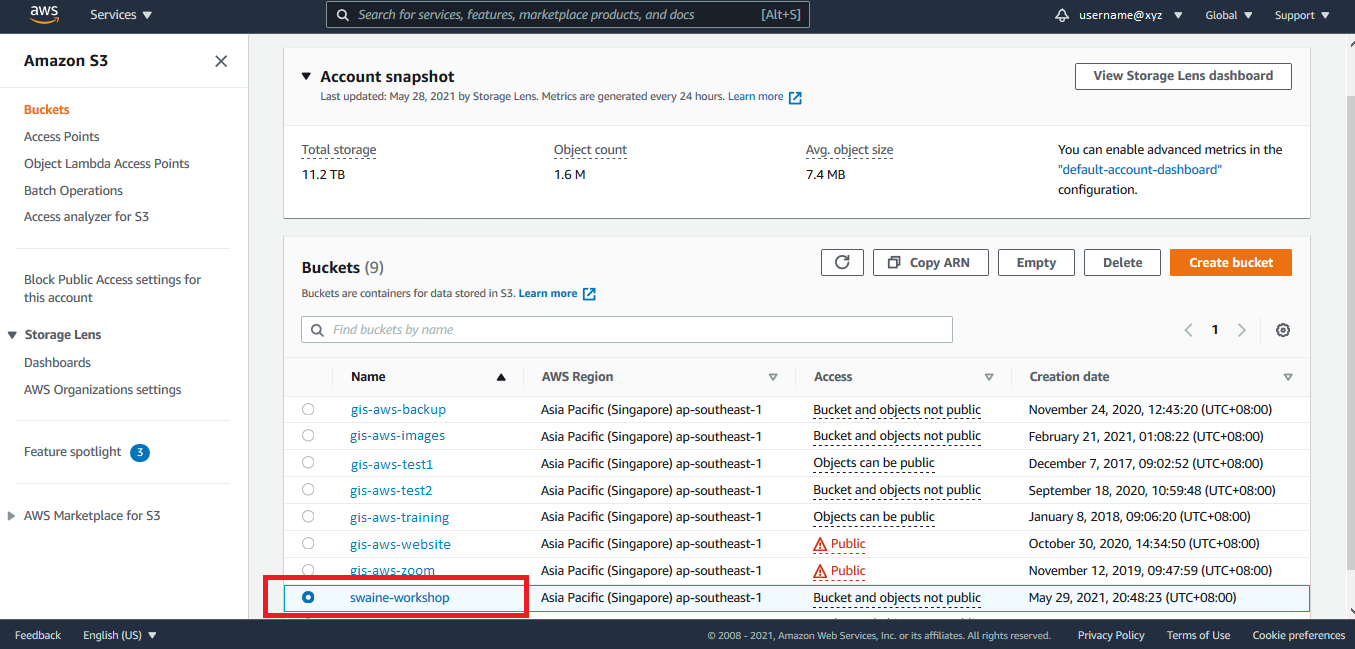 aws Services Search for services, features, marketplace products, and docs [Alt+S] username@xyz Global Support
Amazon S3
Buckets
Access Points
Object Lambda Access Points
Batch Operations
Access analyzer for S3
Block Public Access settings for
this account
Storage Lens
Dashboards
AWS Organizations settings
Feature spotlight 3
AWS Marketplace for S3
Account snapshot View Storage Lens dashboard
Last updated: May 28, 2021 by Storage Lens. Metrics are generated every 24 hours. Learn more
Total storage Object count Avg. object size
11.2 TB 1.6 M 7.4 MB
You can enable advanced metrics in the
"default-account-dashboard"
configuration.
Buckets (9) Copy ARN Empty Delete Create bucket
Buckets are containers for data stored in S3. Learn more
Find buckets by name 1
Name AWS Region Access Creation date
gis-aws-backup Asia Pacific (Singapore) ap-southeast-1 Bucket and objects not public November 24, 2020, 12:43:20 (UTC+08:00)
gis-aws-images Asia Pacific (Singapore) ap-southeast-1 Bucket and objects not public February 21, 2021, 01:08:22 (UTC+08:00)
gis-aws-test1 Asia Pacific (Singapore) ap-southeast-1 Objects can be public December 7, 2017, 09:02:52 (UTC+08:00)
gis-aws-test2 Asia Pacific (Singapore) ap-southeast-1 Bucket and objects not public September 18, 2020, 10:59:48 (UTC+08:00)
gis-aws-training Asia Pacific (Singapore) ap-southeast-1 Objects can be public January 8, 2018, 09:06:20 (UTC+08:00)
gis-aws-website Asia Pacific (Singapore) ap-southeast-1 Public October 30, 2020, 14:34:50 (UTC+08:00)
gis-aws-zoom Asia Pacific (Singapore) ap-southeast-1 Public November 12, 2019, 09:47:59 (UTC+08:00)
swaine-workshop Asia Pacific (Singapore) ap-southeast-1 Bucket and objects not public May 29, 2021, 20:48:23 (UTC+08:00)
Feedback English (US) © 2008 - 2021, Amazon Web Services, Inc. or its affiliates. All rights reserved. Privacy Policy Terms of Use Cookie preferences